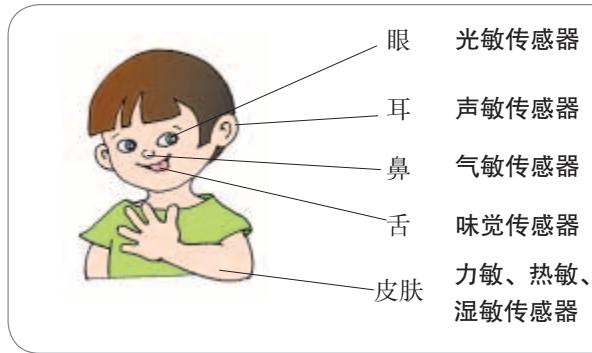 眼 光敏传感器
耳 声敏传感器
鼻 气敏传感器
舌 味觉传感器
皮肤 力敏、热敏、
湿敏传感器